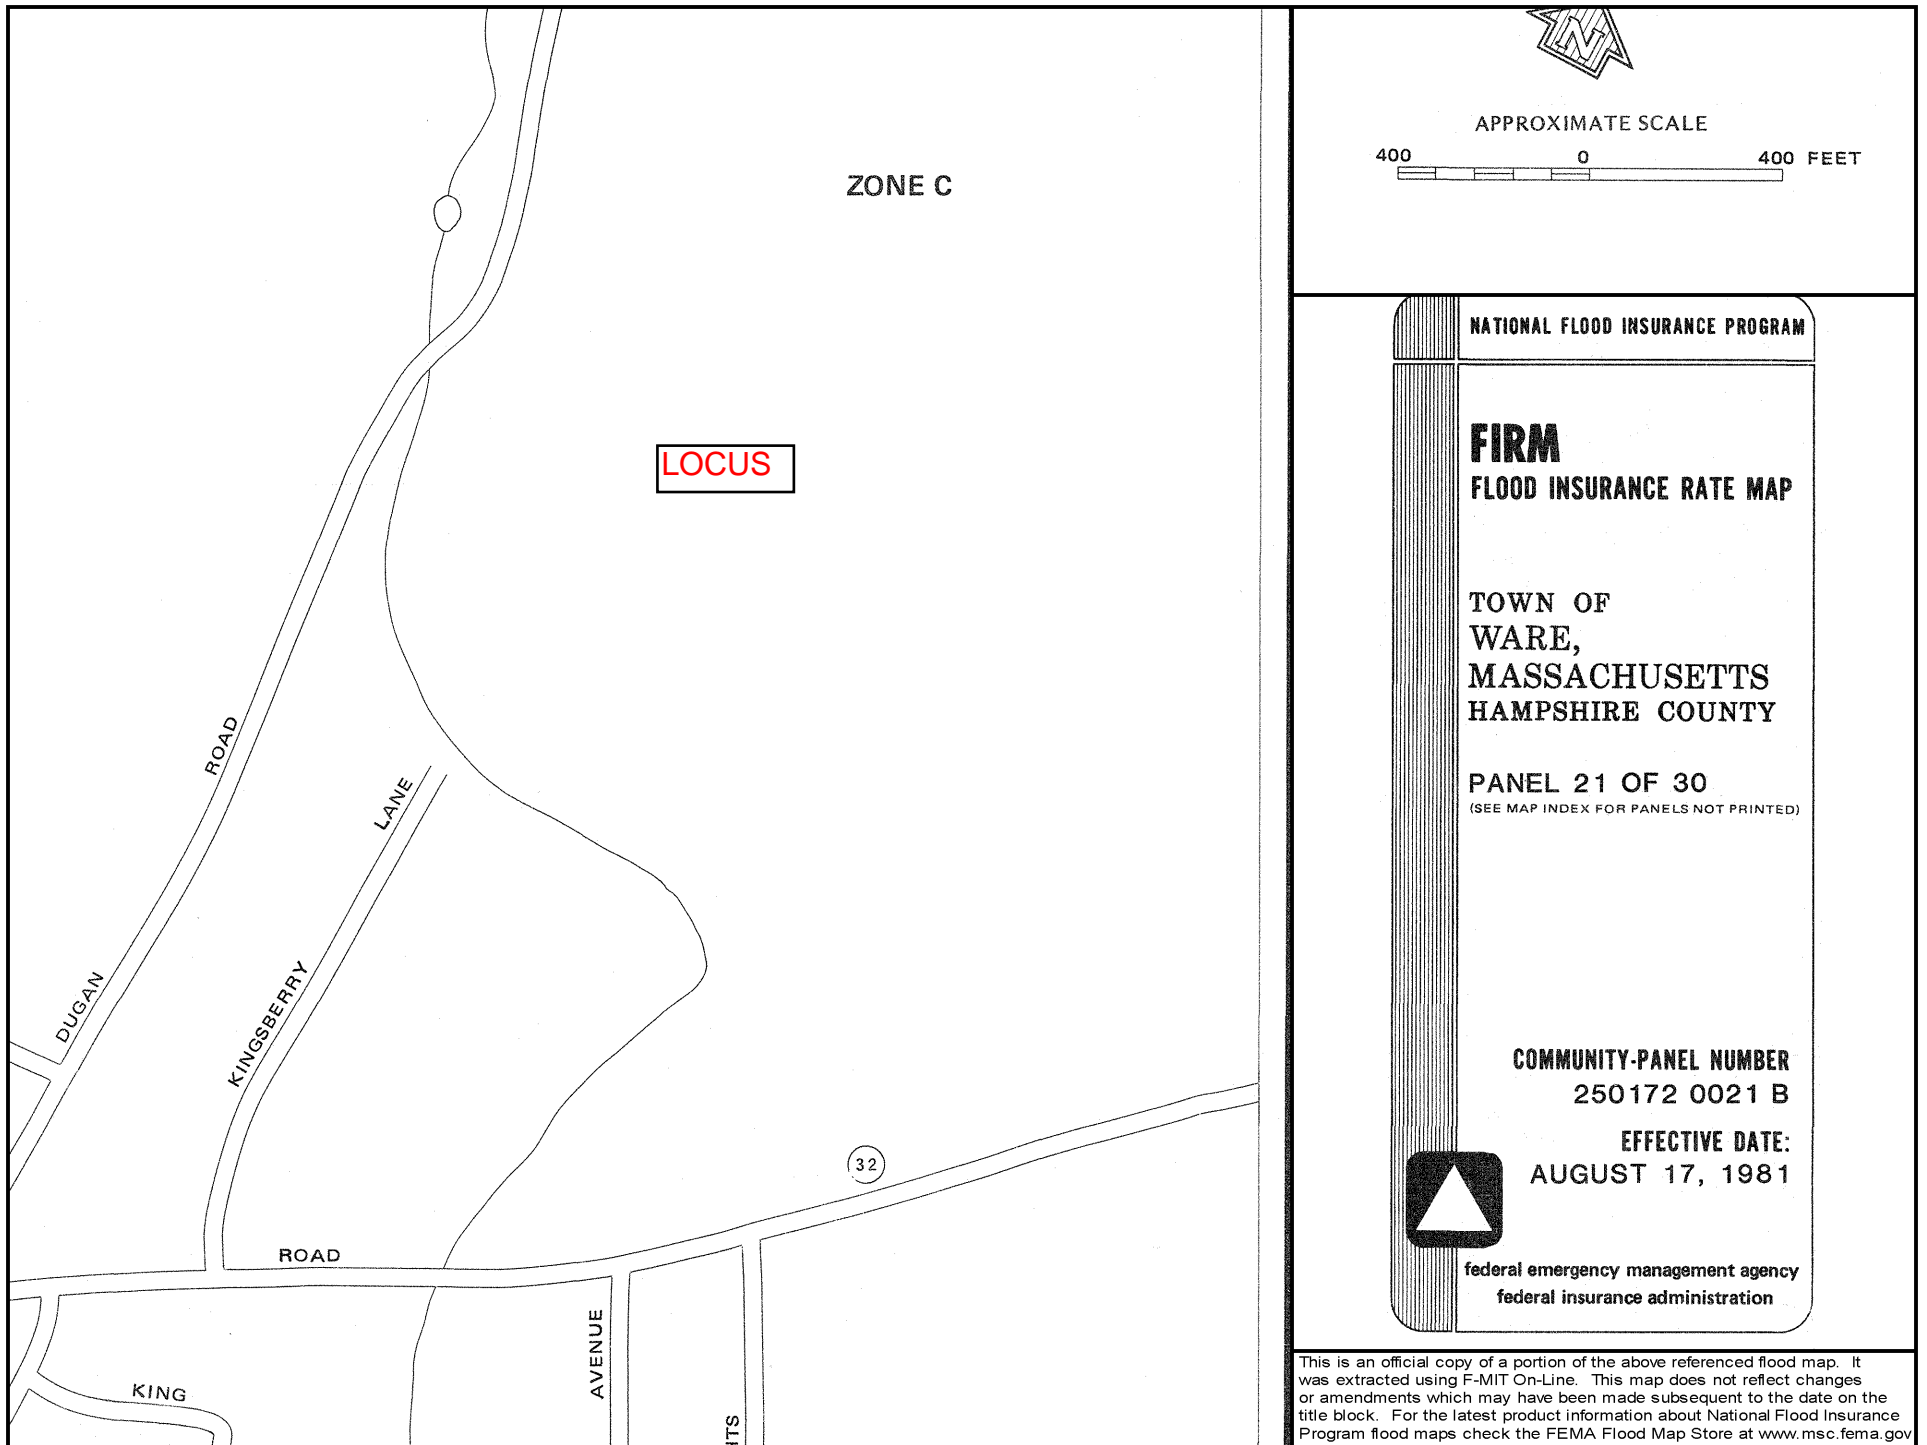 ZONE C
LOCUS
ROAD
LANE
DUGAN
KINGSBERRY
32
ROAD
AVENUE
KING
N
APPROXIMATE SCALE
400 0 400 FEET
NATIONAL FLOOD INSURANCE PROGRAM
FIRM
FLOOD INSURANCE RATE MAP
TOWN OF
WARE,
MASSACHUSETTS
HAMPSHIRE COUNTY
PANEL 21 OF 30
(SEE MAP INDEX FOR PANELS NOT PRINTED)
COMMUNITY-PANEL NUMBER
250172 0021 B
EFFECTIVE DATE:
AUGUST 17, 1981
federal emergency management agency
federal insurance administration
This is an official copy of a portion of the above referenced flood map. It
was extracted using F-MIT On-Line. This map does not reflect changes
or amendments which may have been made subsequent to the date on the
title block. For the latest product information about National Flood Insurance
Program flood maps check the FEMA Flood Map Store at www.msc.fema.gov